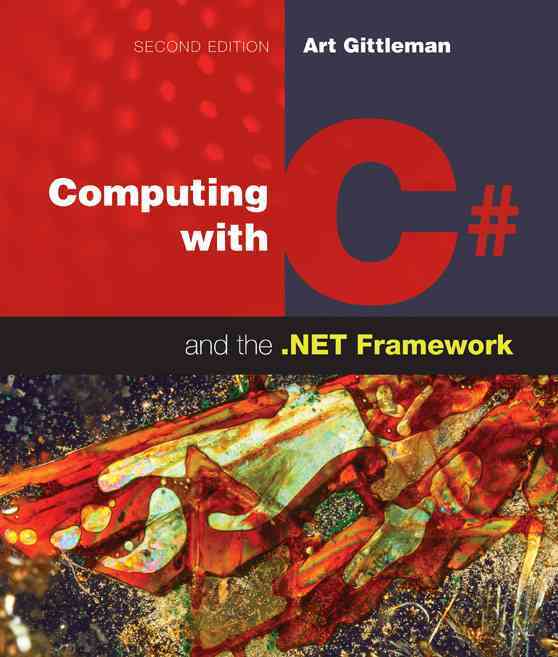 SECOND EDITION
Art Gittleman
Computing
with
C#
and the .NET Framework